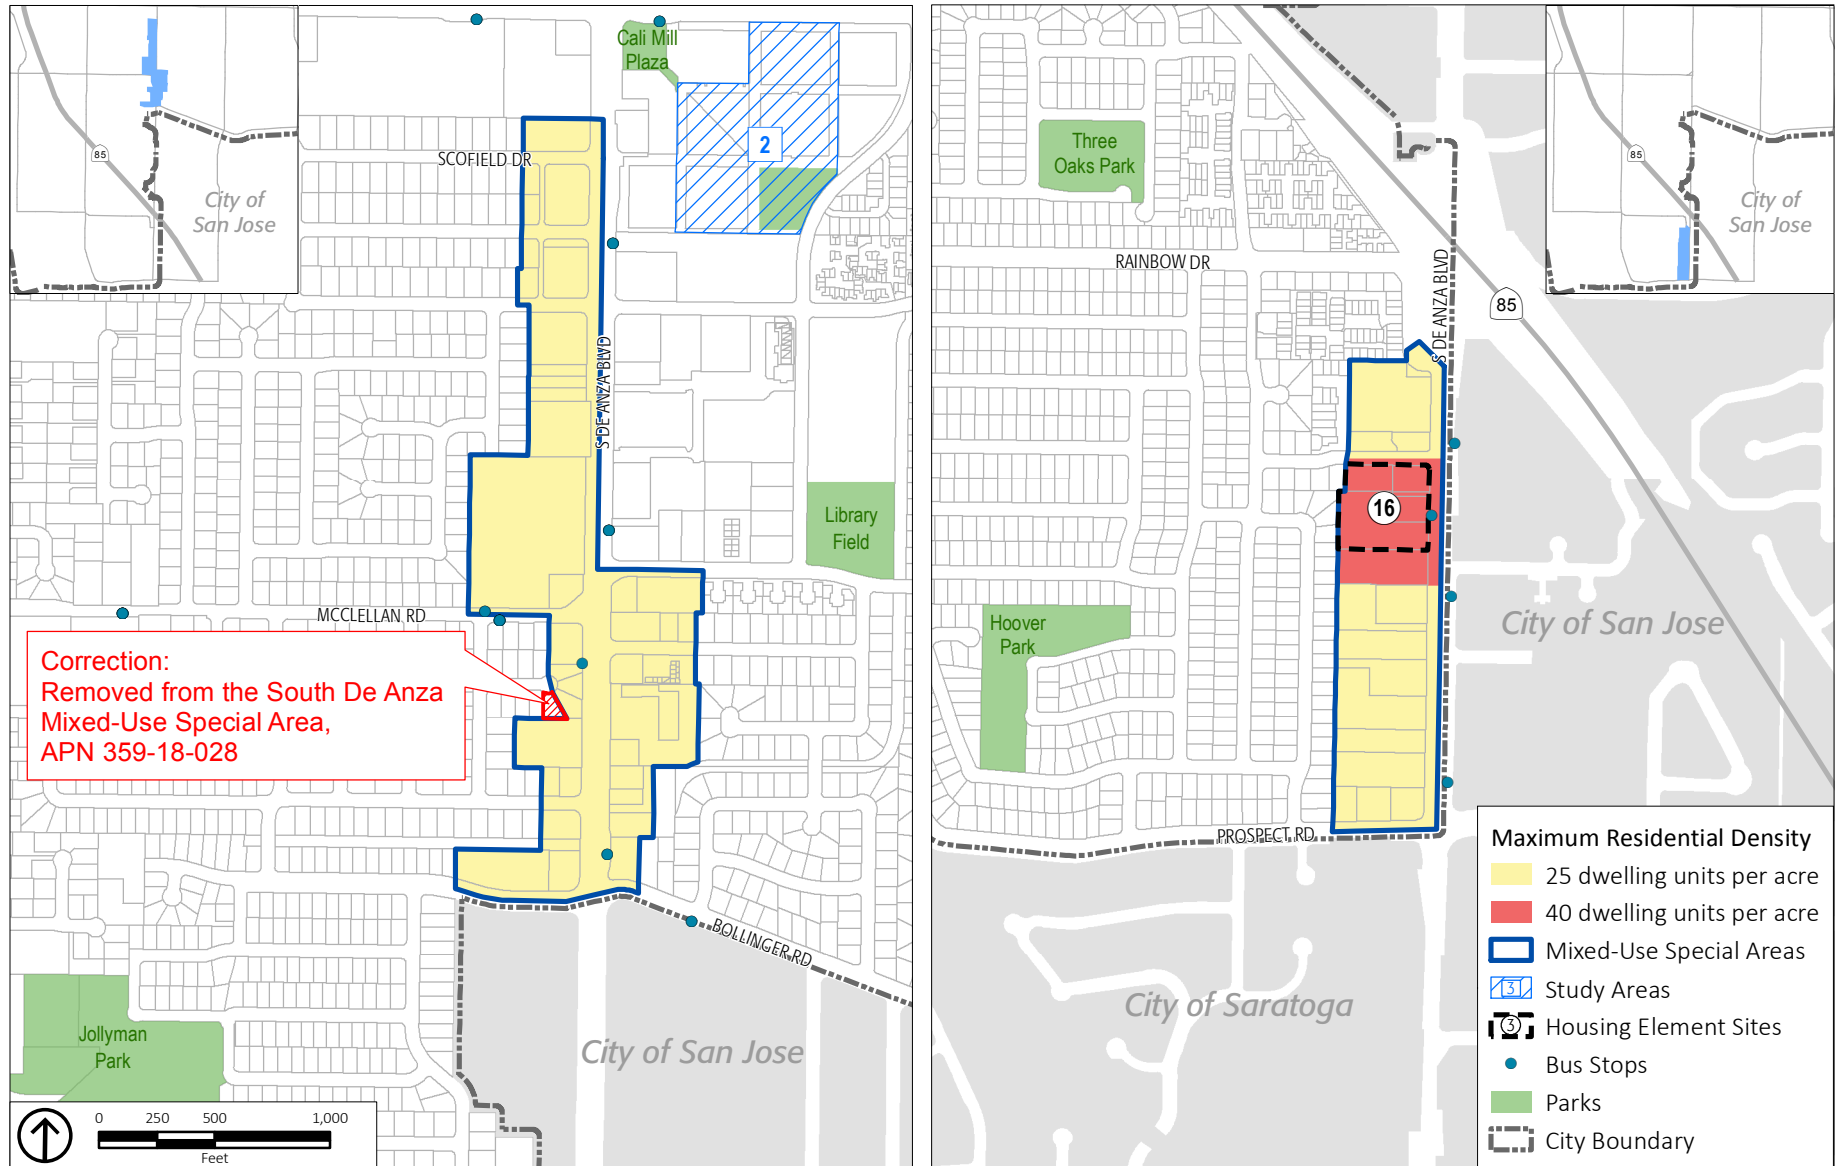 85
City of
San Jose
Cali Mill
Plaza
2
SCOFIELD DR
S DE ANZA BLVD
Library
Field
MCCLELLAN RD
Correction:
Removed from the South De Anza
Mixed-Use Special Area,
APN 359-18-028
BOLLINGER RD
City of San Jose
Jollyman
Park
0 250 500 1,000
Feet
Three
Oaks Park
RAINBOW DR
S DE ANZA BLVD
85
85
City of
San Jose
16
Hoover
Park
City of San Jose
PROSPECT RD
City of Saratoga
Maximum Residential Density
25 dwelling units per acre
40 dwelling units per acre
Mixed-Use Special Areas
3 Study Areas
3 Housing Element Sites
Bus Stops
Parks
City Boundary